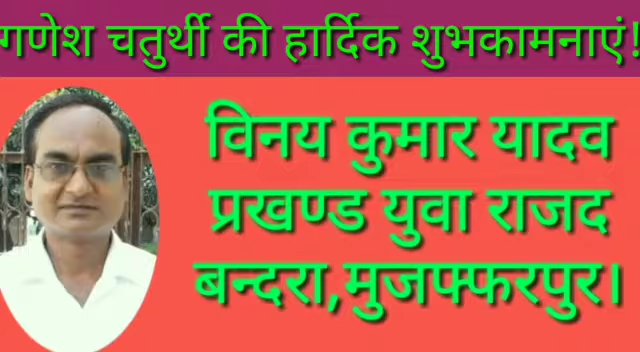 गणेश चतुर्थी की हार्दिक शुभकामनाएं!
विनय कुमार यादव
प्रखण्ड युवा राजद
बन्दरा,मुजफ्फरपुर।